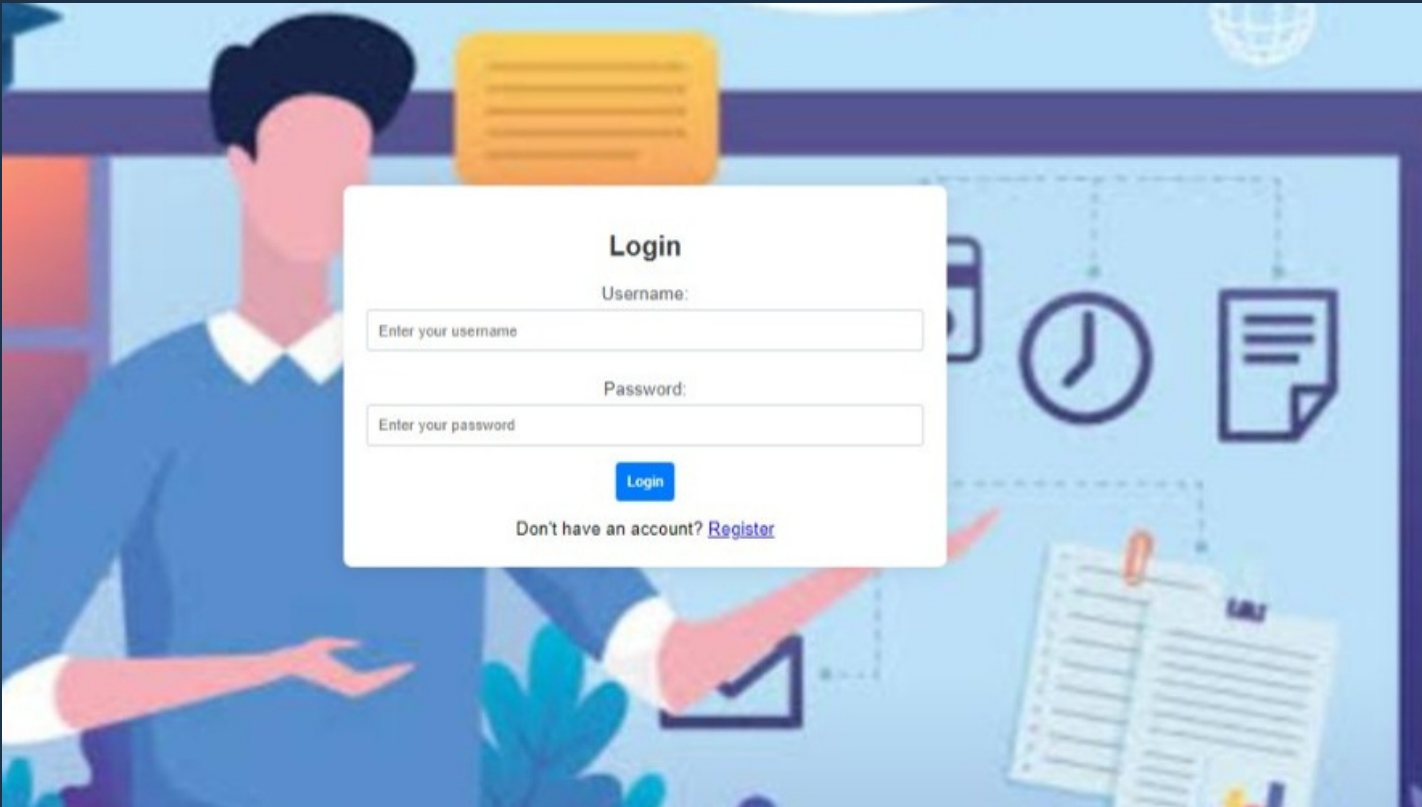 Login
Username:
Enter your username
Password:
Enter your password
Login
Don't have an account? Register